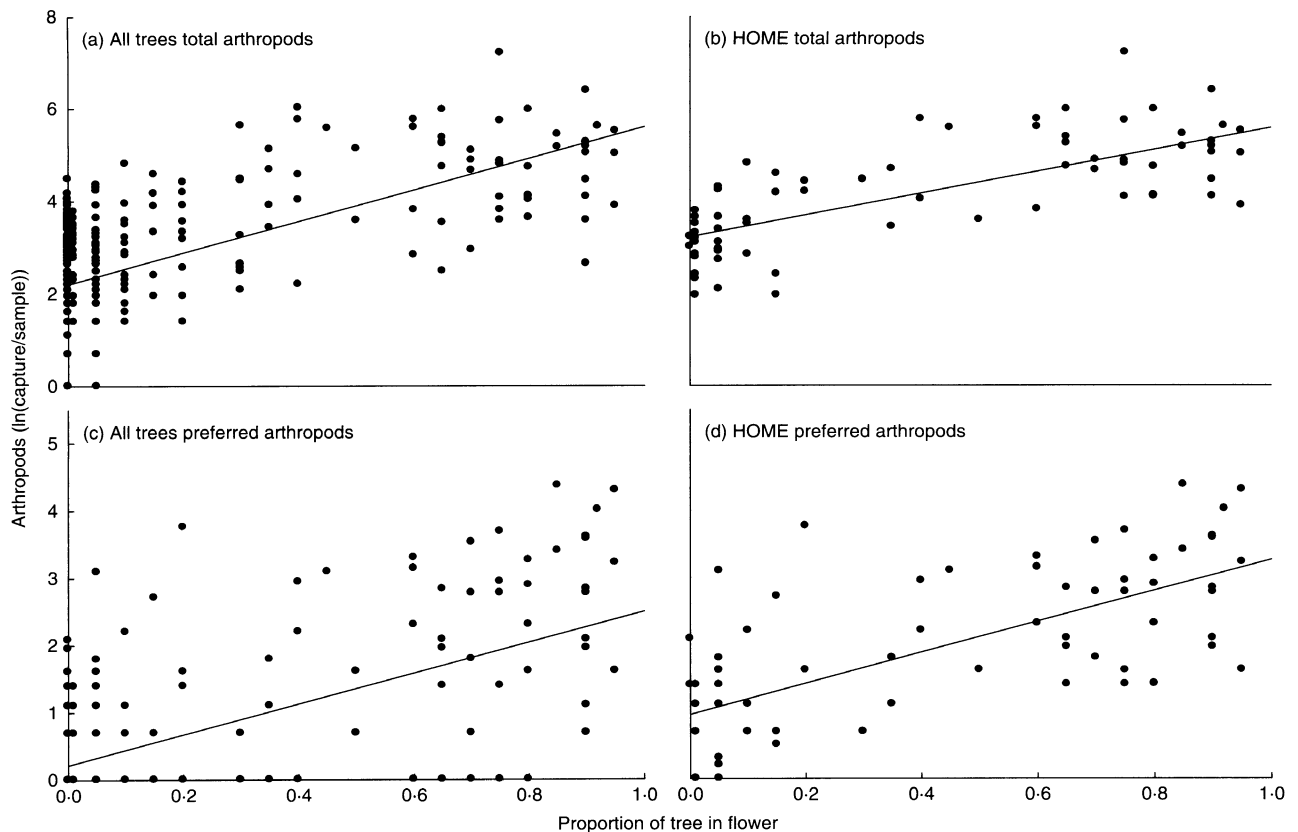 (a) All trees total arthropods
(b) HOME total arthropods
8
6
4
2
0
Arthropods (ln(capture/sample))
(c) All trees preferred arthropods
(d) HOME preferred arthropods
5
4
3
2
1
0
0·0 0·2 0·4 0·6 0·8 1·0
0·0 0·2 0·4 0·6 0·8 1·0
Proportion of tree in flower